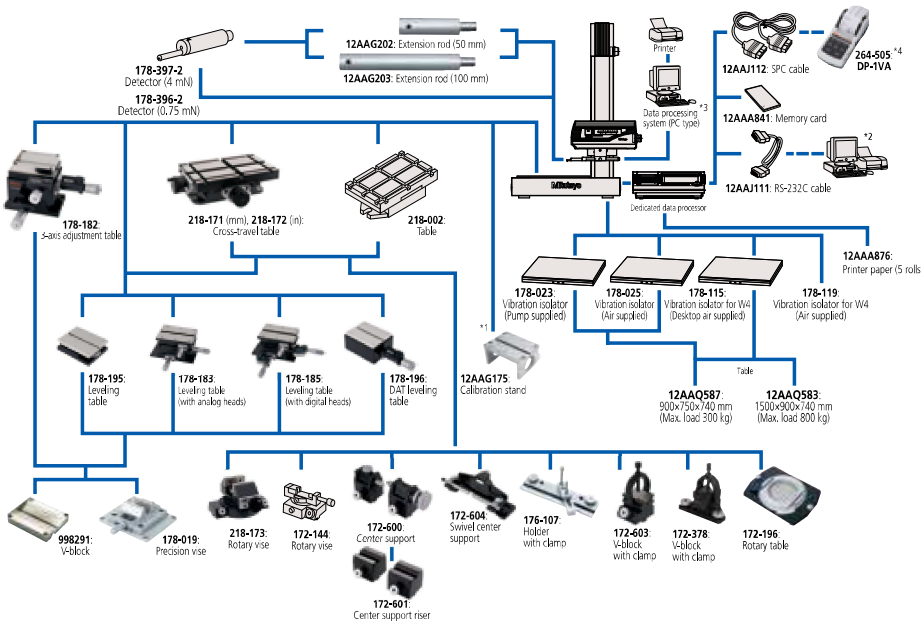 12AAG202: Extension rod (50 mm)
12AAG203: Extension rod (100 mm)
178-397-2
Detector (4 mN)
178-396-2
Detector (0.75 mN)
Printer
Data processing
system (PC type)
*3
12AAJ112: SPC cable
264-505: *4
DP-1VA
12AAA841: Memory card
*2
12AAJ111: RS-232C cable
Mitutoyo
Dedicated data processor
12AAA876:
Printer paper (5 rolls
178-182:
3-axis adjustment table
218-171 (mm), 218-172 (in):
Cross-travel table
218-002:
Table
178-023:
Vibration isolator
(Pump supplied)
178-025:
Vibration isolator
(Air supplied)
178-115:
Vibration isolator for W4
(Desktop air supplied)
178-119:
Vibration isolator for W4
(Air supplied)
178-195:
Leveling
table
178-183:
Leveling table
(with analog heads)
178-185:
Leveling table
(with digital heads)
178-196:
DAT leveling
table
*1
12AAG175:
Calibration stand
Table
12AAQ587:
900×750×740 mm
(Max. load 300 kg)
12AAQ583:
1500×900×740 mm
(Max. load 800 kg)
998291:
V-block
178-019:
Precision vise
218-173:
Rotary vise
172-144:
Rotary vise
172-600:
Center support
172-604:
Swivel center
support
176-107:
Holder
with clamp
172-603:
V-block
with clamp
172-378:
V-block
with clamp
172-196:
Rotary table
172-601:
Center support riser